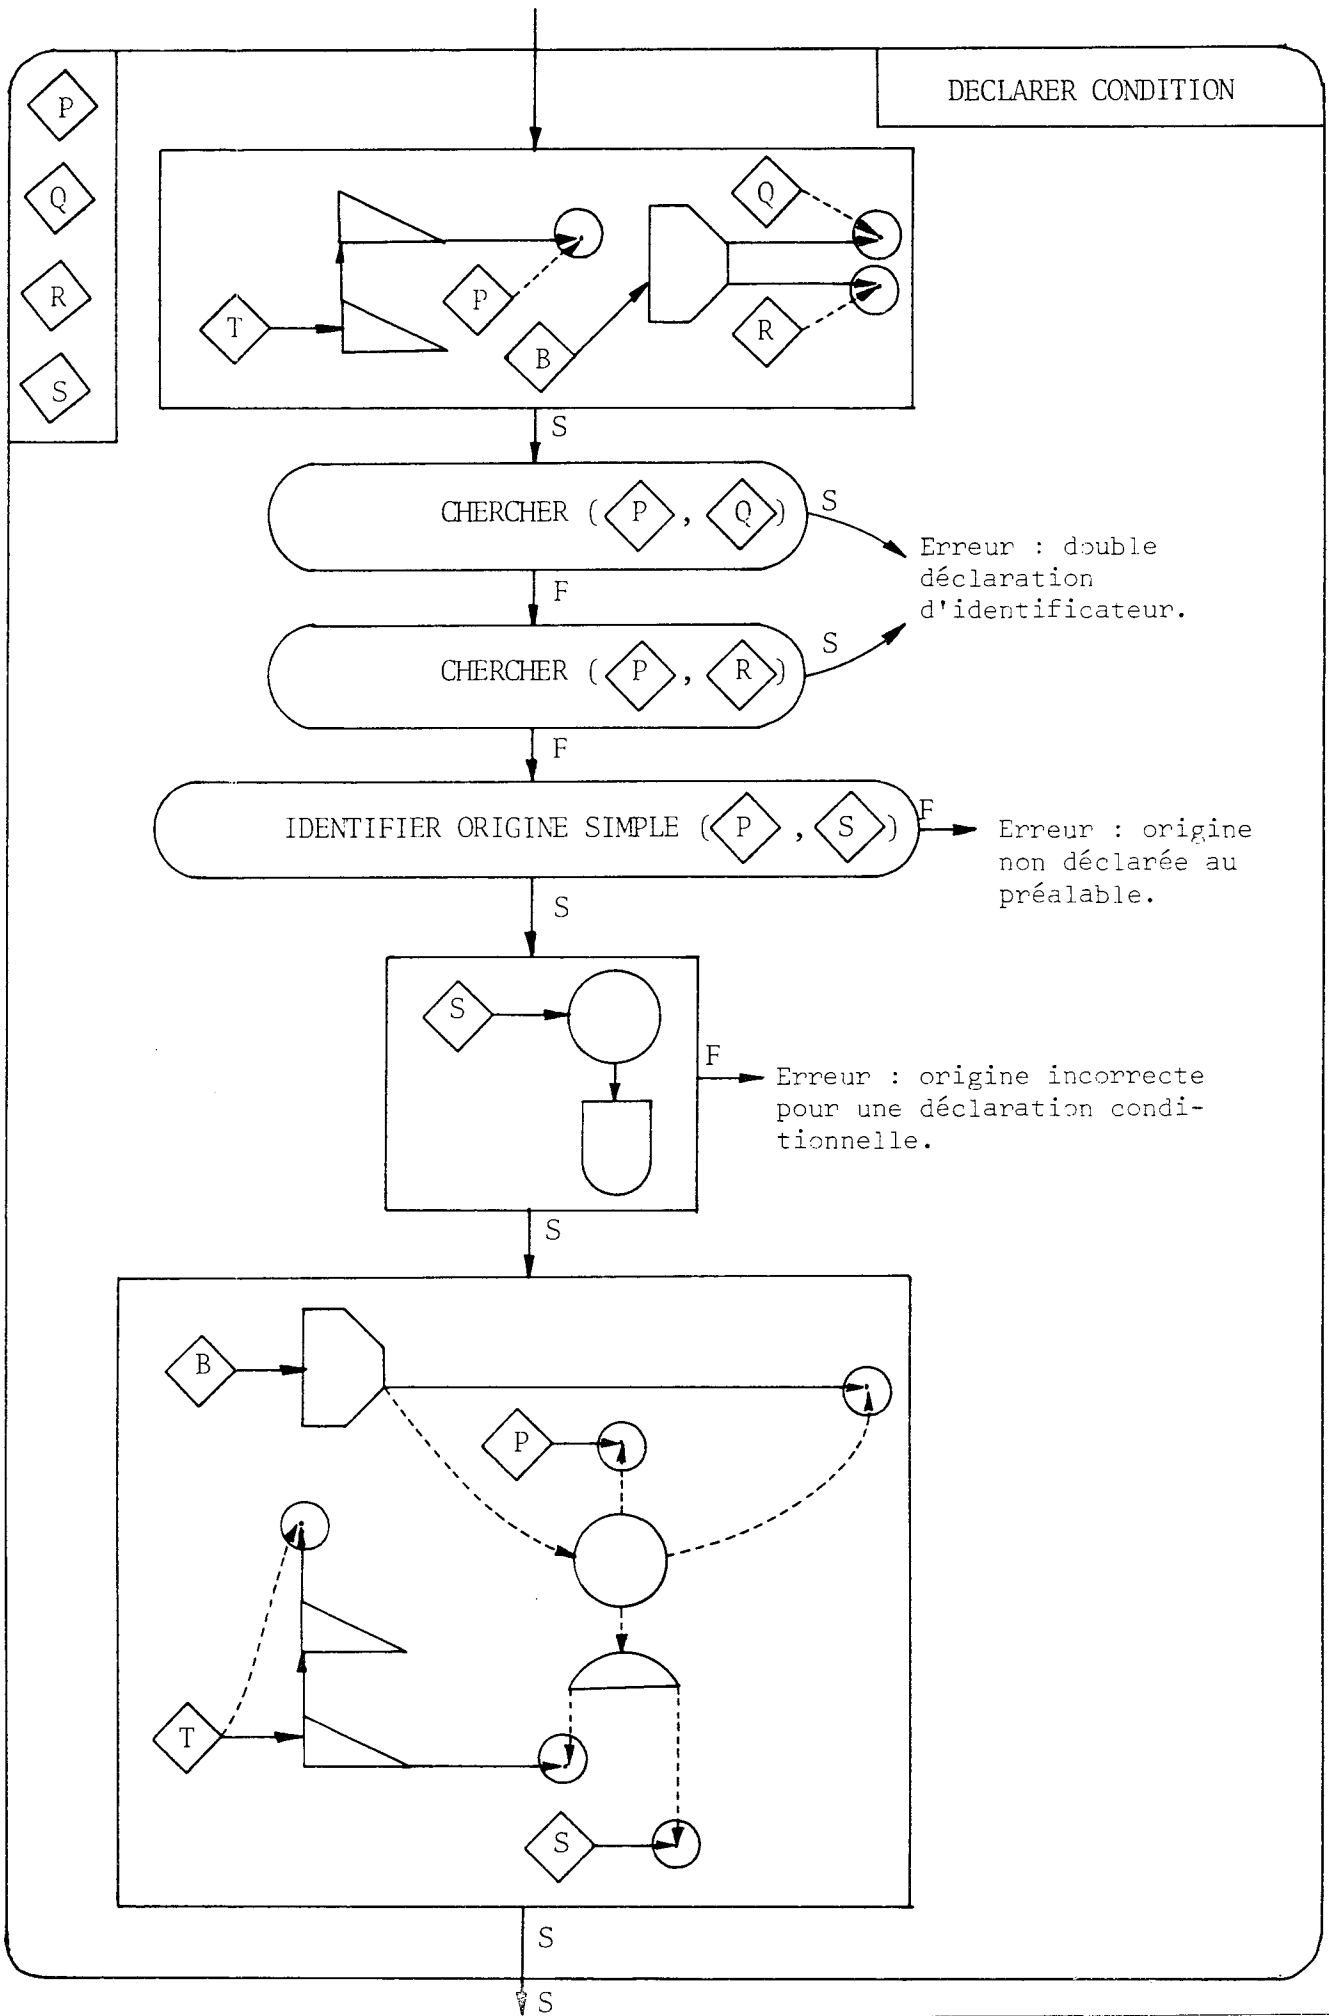 DECLARER CONDITION
P
Q
R
S
Q
P
T
B
R
S
CHERCHER ( P , Q )
S
Erreur : double
déclaration
d'identificateur.
F
CHERCHER ( P , R )
S
F
IDENTIFIER ORIGINE SIMPLE ( P , S )
F
Erreur : origine
non déclarée au
préalable.
S
S
F
Erreur : origine incorrecte
pour une déclaration condi-
tionnelle.
S
B
P
T
S
S
S